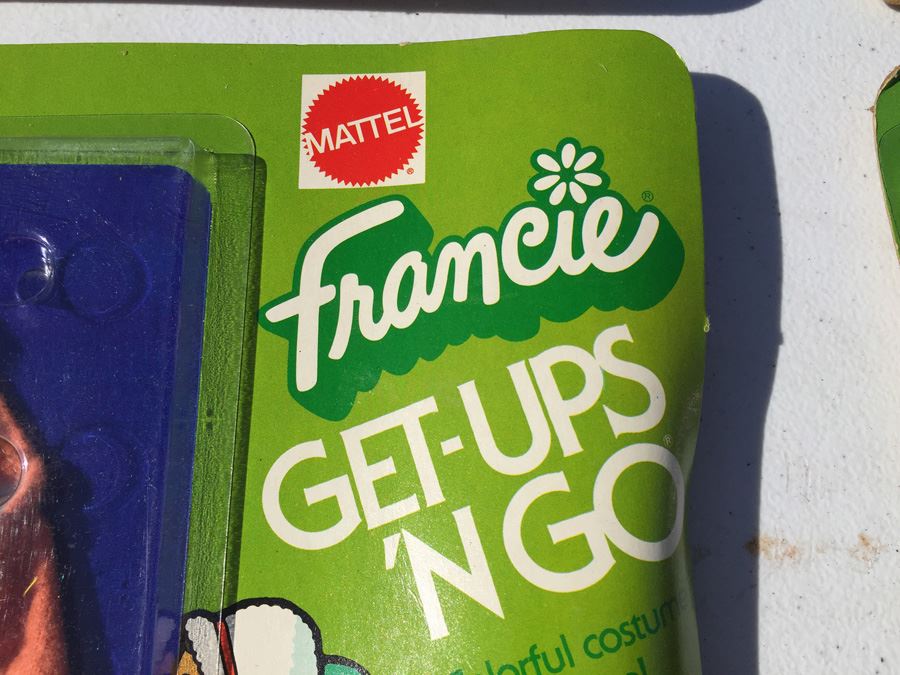 MATTEL®
Francie®
GET-UPS
'N GO®
costum